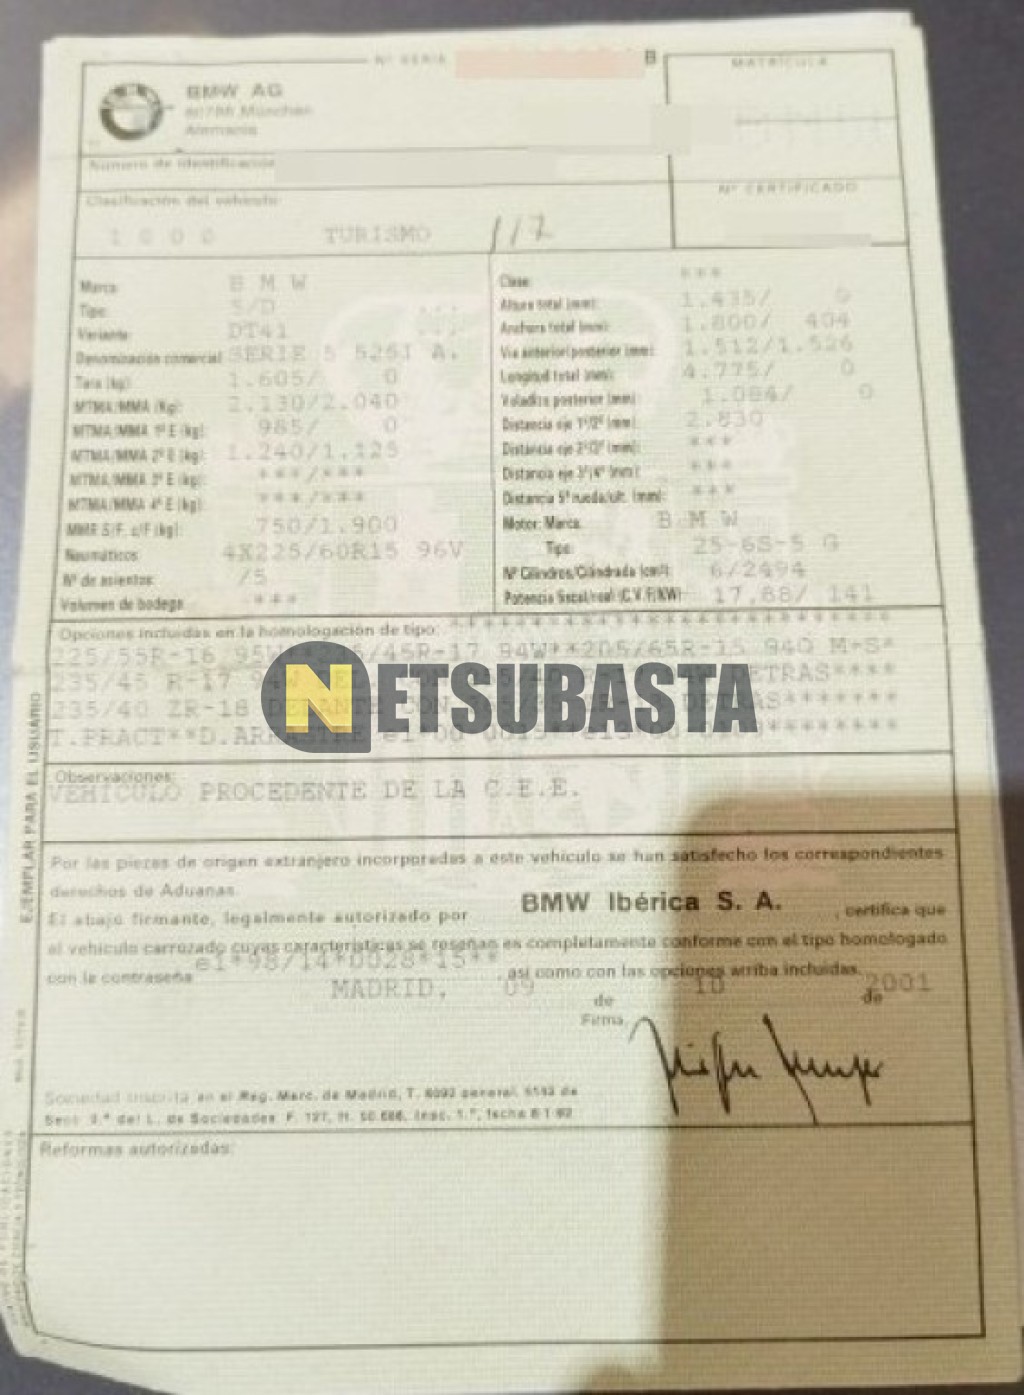 Nº SERIE B
MATRICULA
BMW AG
80788 München
Alemania
Número de identificación
Nº CERTIFICADO
Clasificación del vehículo
1000 TURISMO 117
Marca: B M W
Tipo: 5/D ...
Variante: DT41 ...
Denominación comercial: SERIE 5 525I A.
Tara (kg): 1.605/ 0
MTMA/MMA (Kg): 2.130/2.040
MTMA/MMA 1º E (kg): 985/ 0
MTMA/MMA 2º E (kg): 1.240/1.125
MTMA/MMA 3º E (kg): ***/***
MTMA/MMA 4º E (kg): ***/***
MMR S/F. c/F (kg): 750/1.900
Neumáticos 4X225/60R15 96V
Nº de asientos: /5
Volumen de bodega ***
Clase: ***
Altura total (mm): 1.435/ 0
Anchura total (mm): 1.800/ 404
Vía anterior/posterior (mm): 1.512/1.526
Longitud total (mm): 4.775/ 0
Voladizo posterior (mm): 1.084/ 0
Distancia eje 1º/2º (mm): 2.830
Distancia eje 2º/3º (mm): ***
Distancia eje 3º/4º (mm): ***
Distancia 5ª rueda/últ. (mm): ***
Motor: Marca: B M W
Tipo: 25-6S-5 G
Nº Cilindros/Cilindrada (cm³): 6/2494
Potencia fiscal/real (C.V.F/KW) 17,68/ 141
Opciones incluidas en la homologación de tipo:
225/55R-16 95W** /45R-17 94W**205/65R-15 94Q M+S*
235/45 R-17 94W DETRAS****
235/40 ZR-18 DELANTE CON DETRAS*******
T.PRACT**D.ARRASTRE
NETSUBASTA
Observaciones:
VEHICULO PROCEDENTE DE LA C.E.E.
EJEMPLAR PARA EL USUARIO
Por las piezas de origen extranjero incorporadas a este vehículo se han satisfecho los correspondientes
derechos de Aduanas.
El abajo firmante, legalmente autorizado por BMW Ibérica S. A. , certifica que
el vehículo carrozado cuyas características se reseñan es completamente conforme con el tipo homologado
con la contraseña e1*98/14*0028*15** , así como con las opciones arriba incluidas.
MADRID, 09 de 10 de 2001
Firma,
Sociedad inscrita en el Reg. Marc. de Madrid, T. 6093 general, 5143 de
Secc. 3.ª del L. de Sociedades F. 127, H. 50.686, Insc. 1.ª, fecha 8-1-82
Reformas autorizadas: